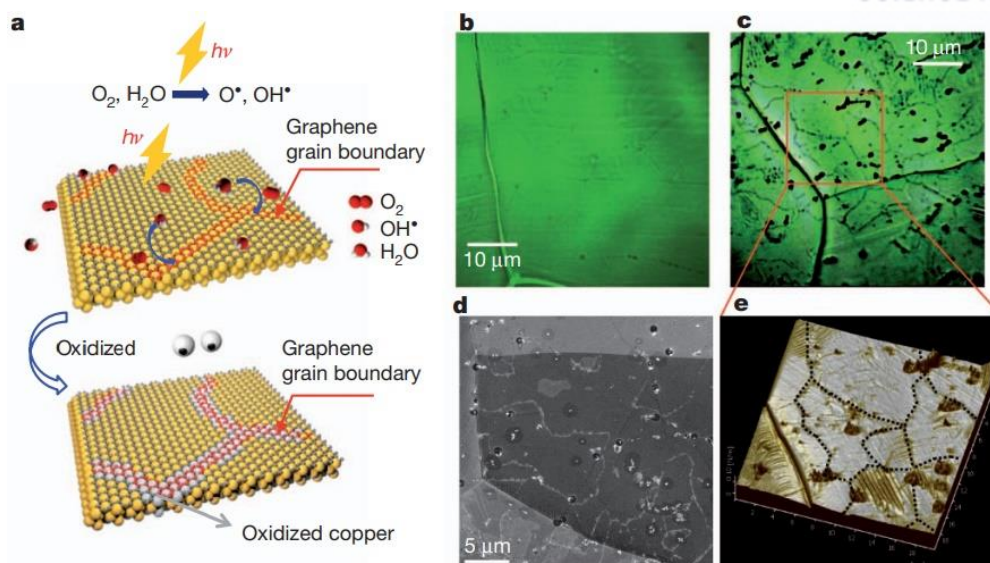 a
hν
O₂, H₂O → O•, OH•
hν
Graphene
grain boundary
O₂
OH•
H₂O
Oxidized
Graphene
grain boundary
Oxidized copper
b
10 μm
c
10 μm
d
5 μm
e